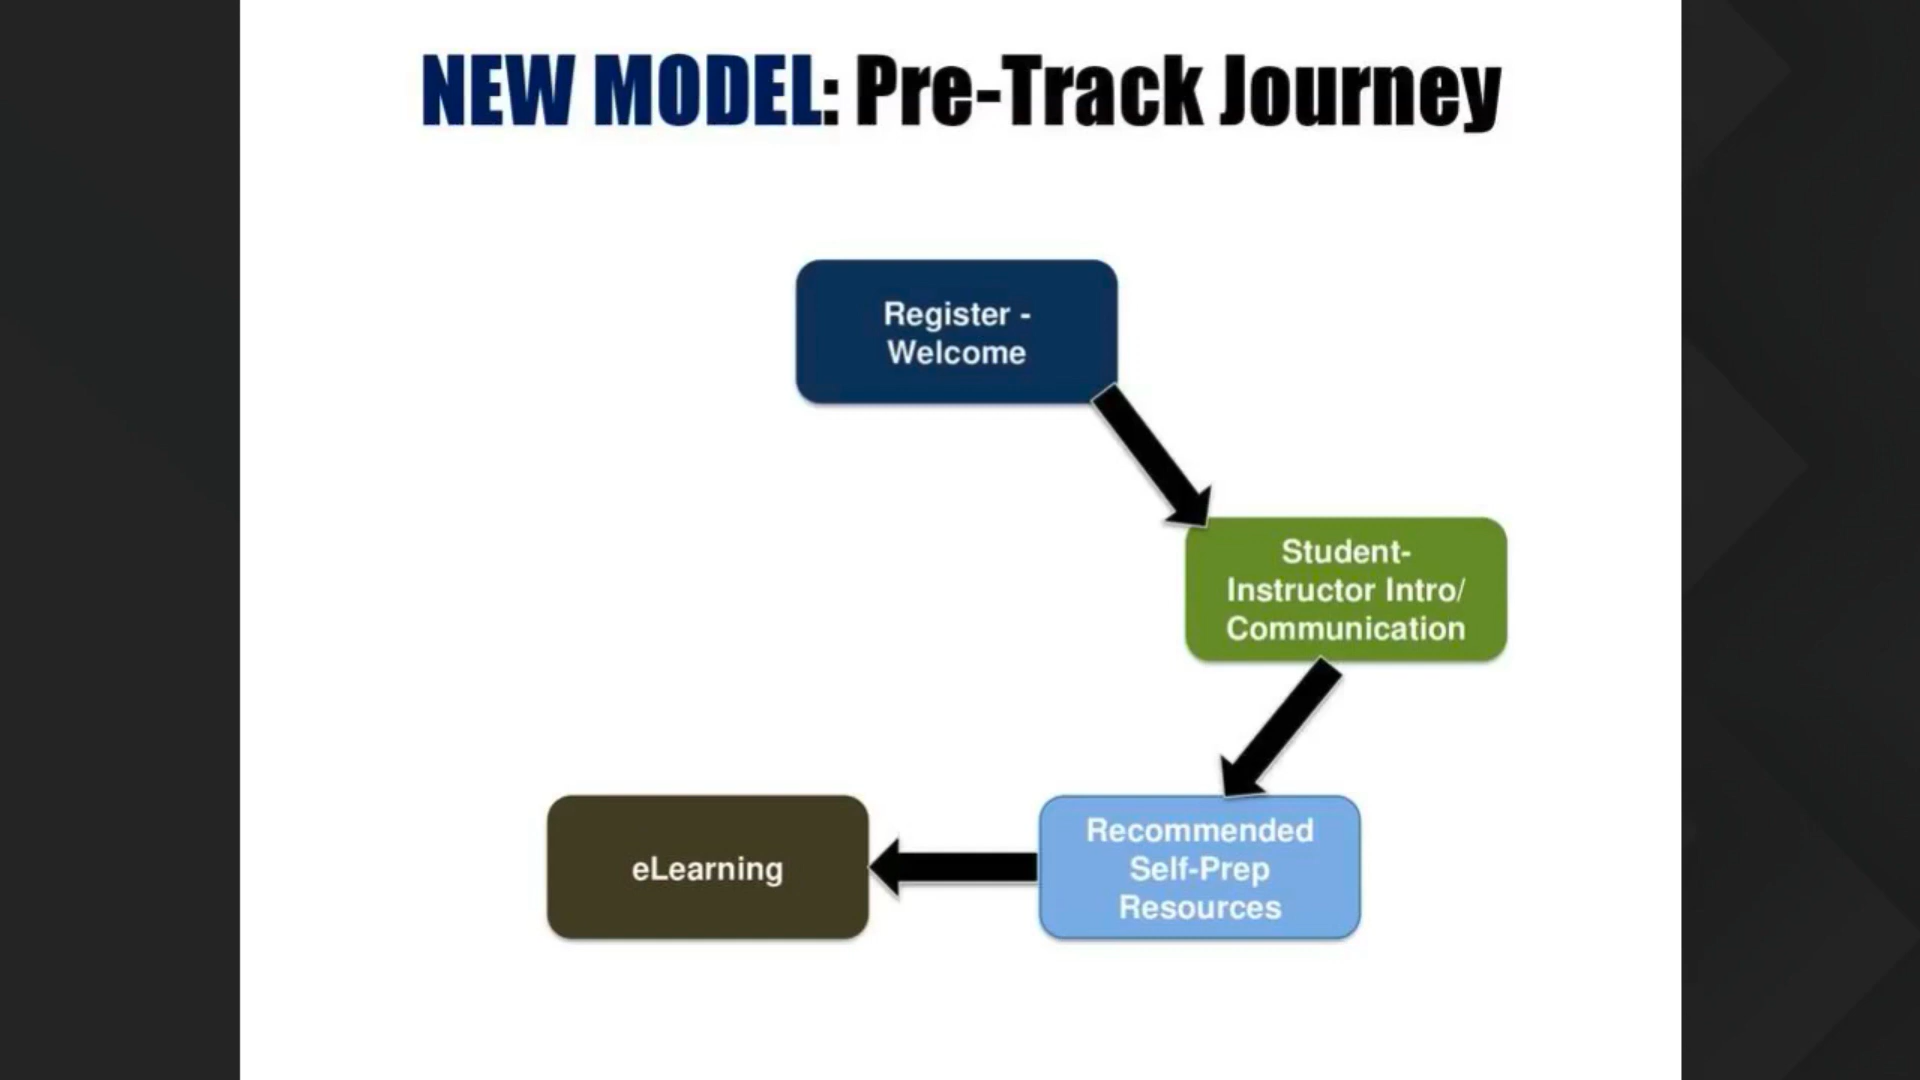 NEW MODEL: Pre-Track Journey
Register -
Welcome
Student-
Instructor Intro/
Communication
Recommended
Self-Prep
Resources
eLearning